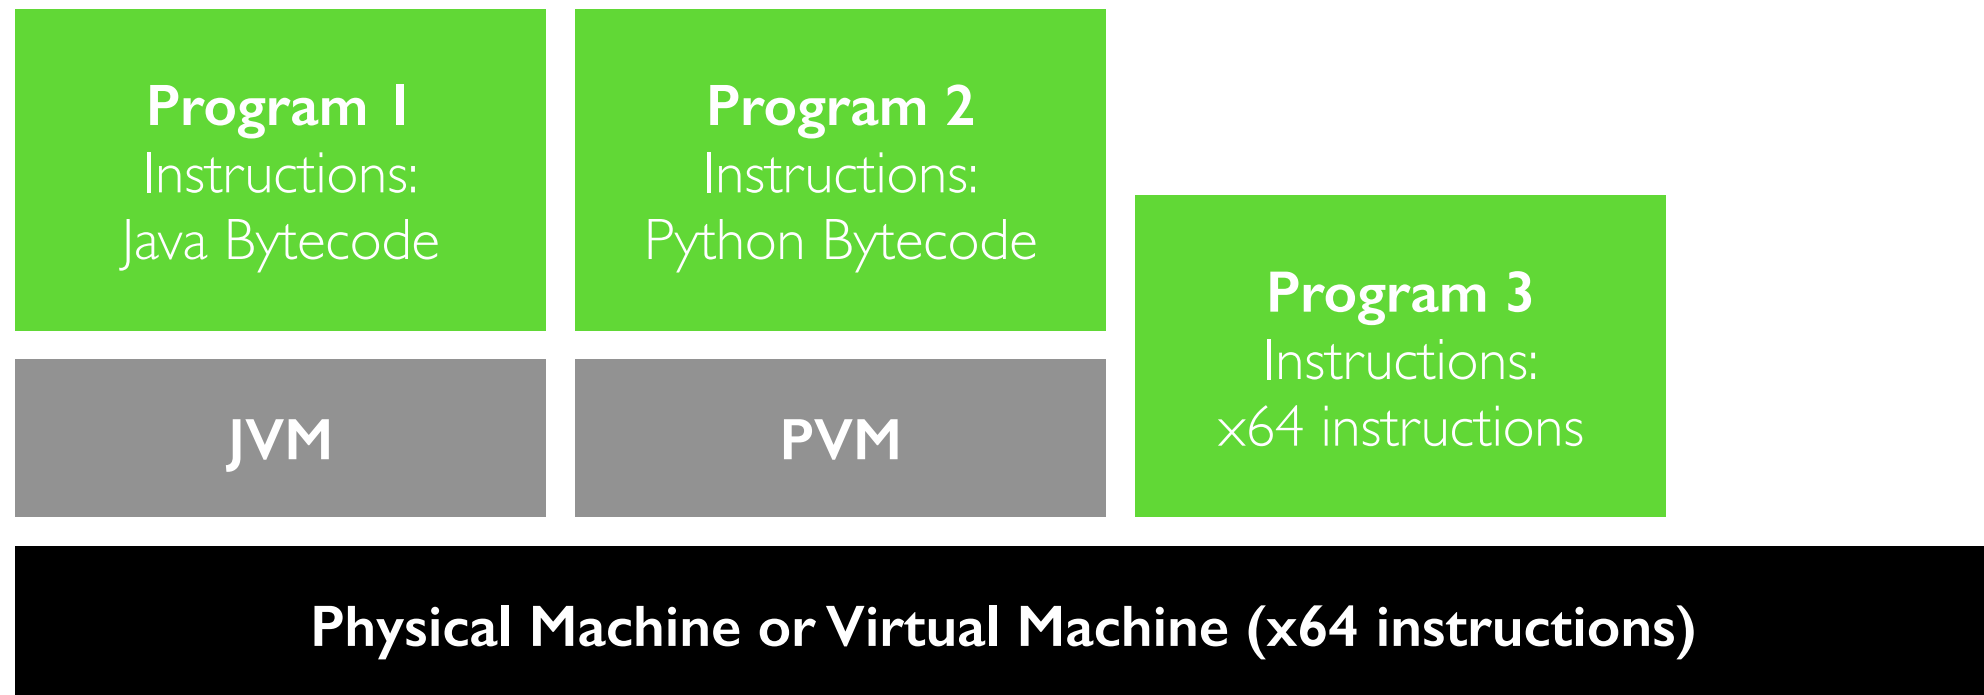 Program 1
Instructions:
Java Bytecode
Program 2
Instructions:
Python Bytecode
Program 3
Instructions:
x64 instructions
JVM
PVM
Physical Machine or Virtual Machine (x64 instructions)